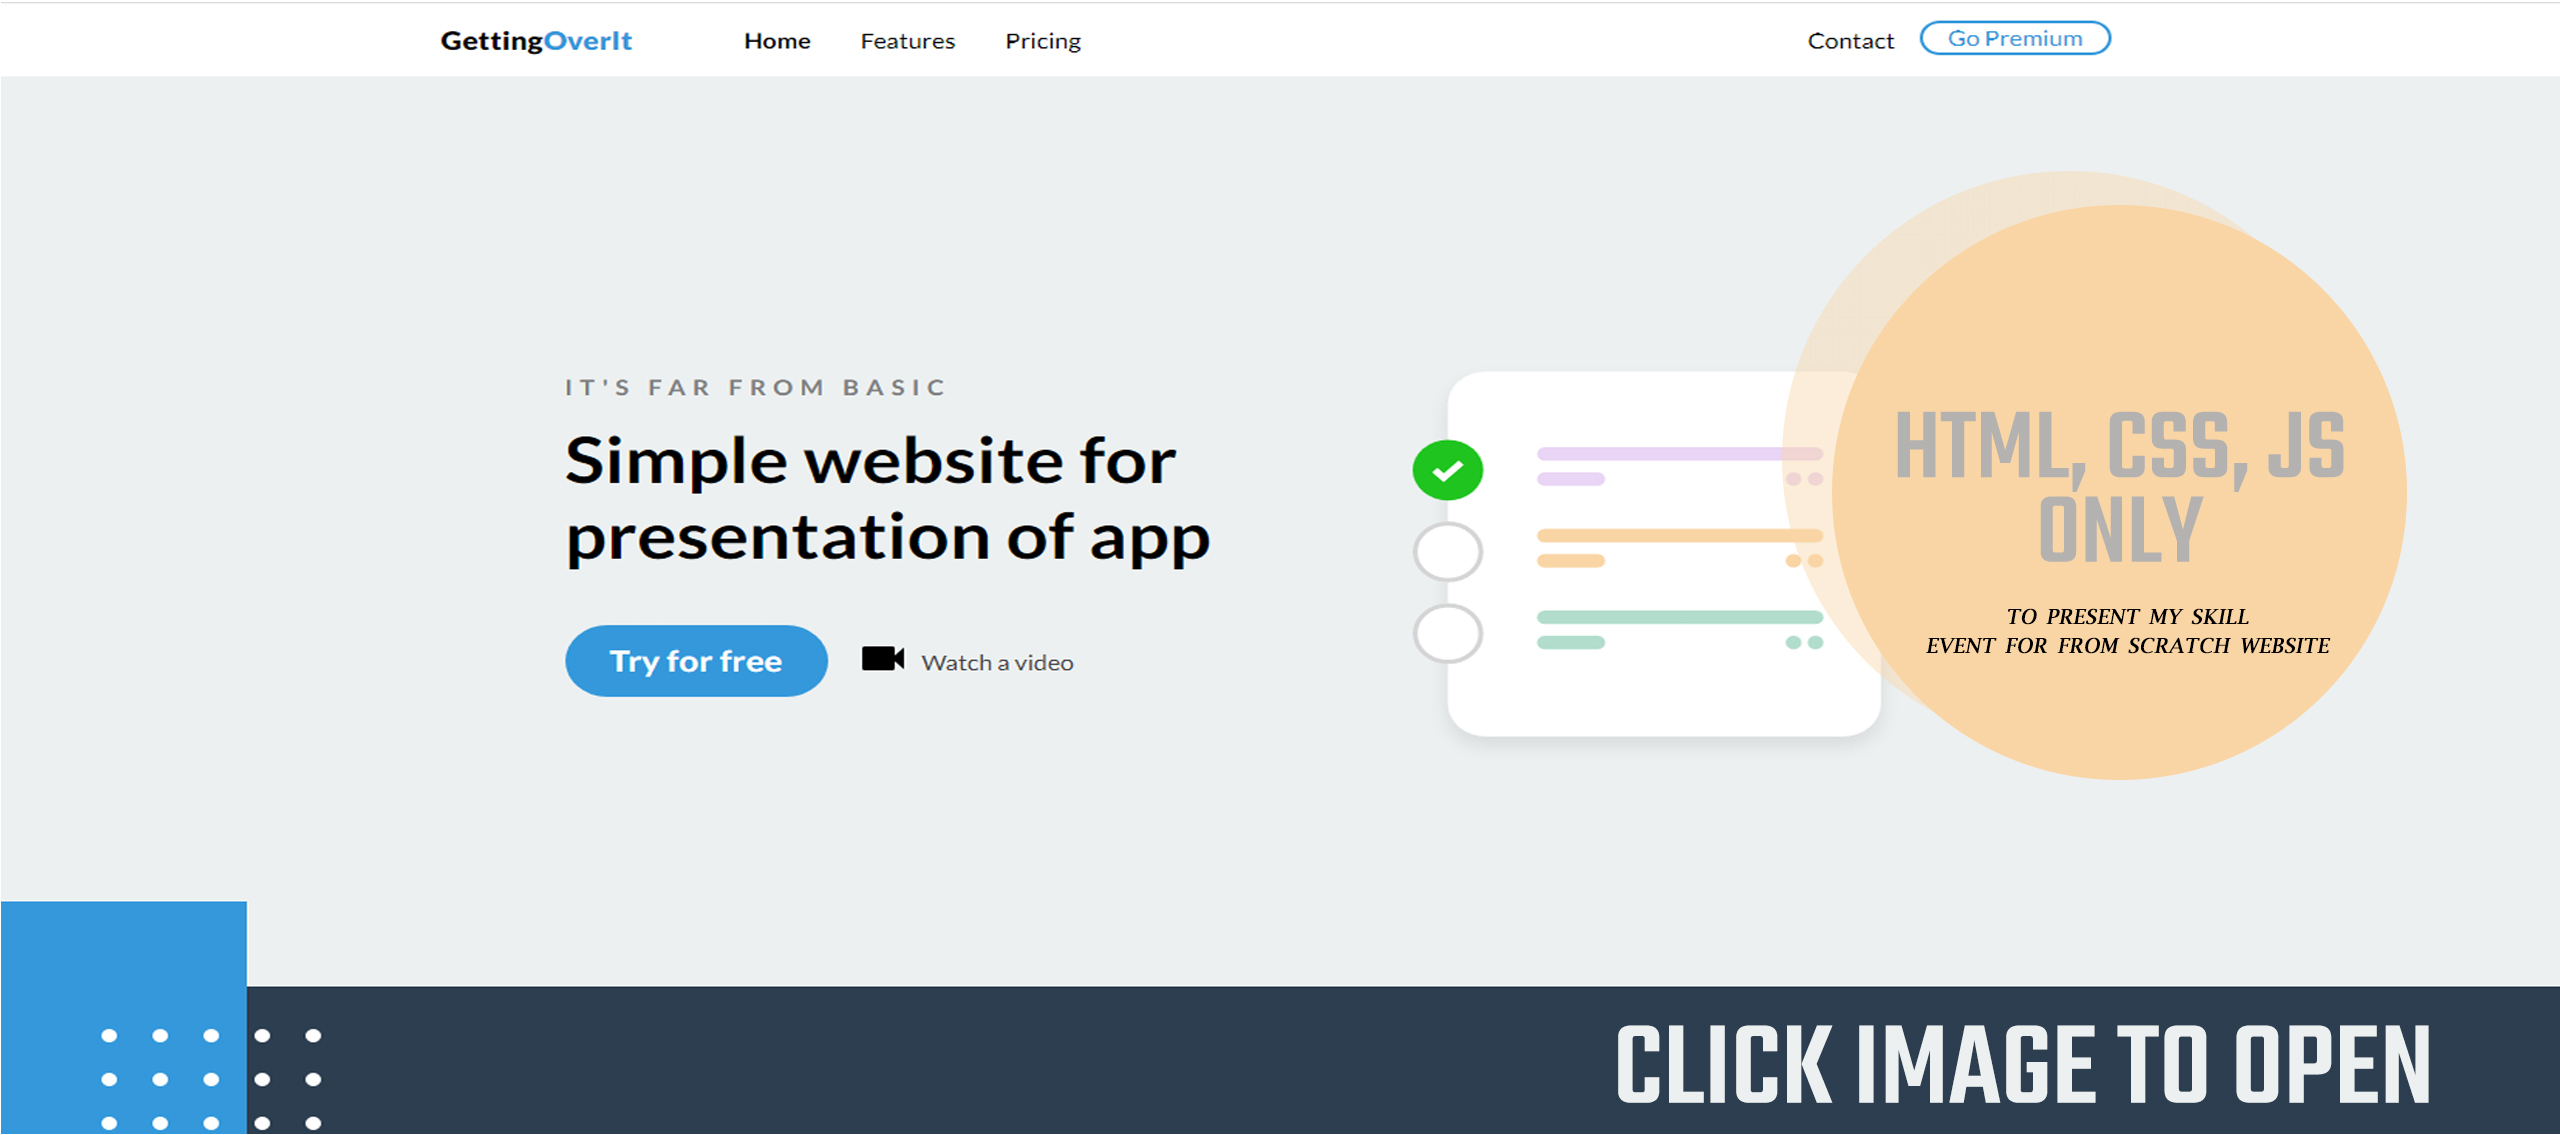 GettingOverIt Home Features Pricing Contact Go Premium
IT'S FAR FROM BASIC
Simple website for
presentation of app
Try for free Watch a video
HTML, CSS, JS
ONLY
TO PRESENT MY SKILL
EVENT FOR FROM SCRATCH WEBSITE
CLICK IMAGE TO OPEN